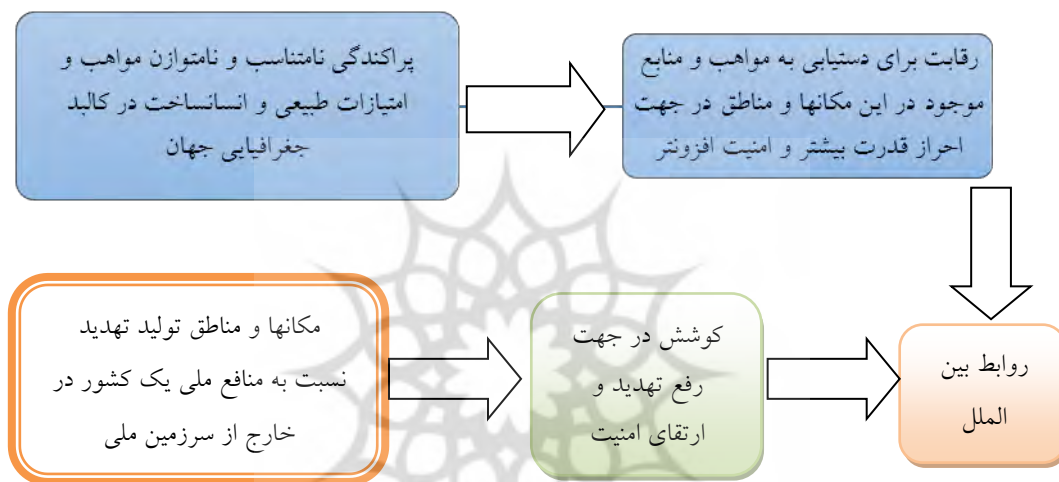 پراکندگی نامتناسب و نامتوازن مواهب و
امتیازات طبیعی و انسانساخت در کالبد
جغرافیایی جهان
رقابت برای دستیابی به مواهب و منابع
موجود در این مکانها و مناطق در جهت
احراز قدرت بیشتر و امنیت افزونتر
مکانها و مناطق تولید تهدید
نسبت به منافع ملی یک کشور در
خارج از سرزمین ملی
کوشش در جهت
رفع تهدید و
ارتقای امنیت
روابط بین
الملل